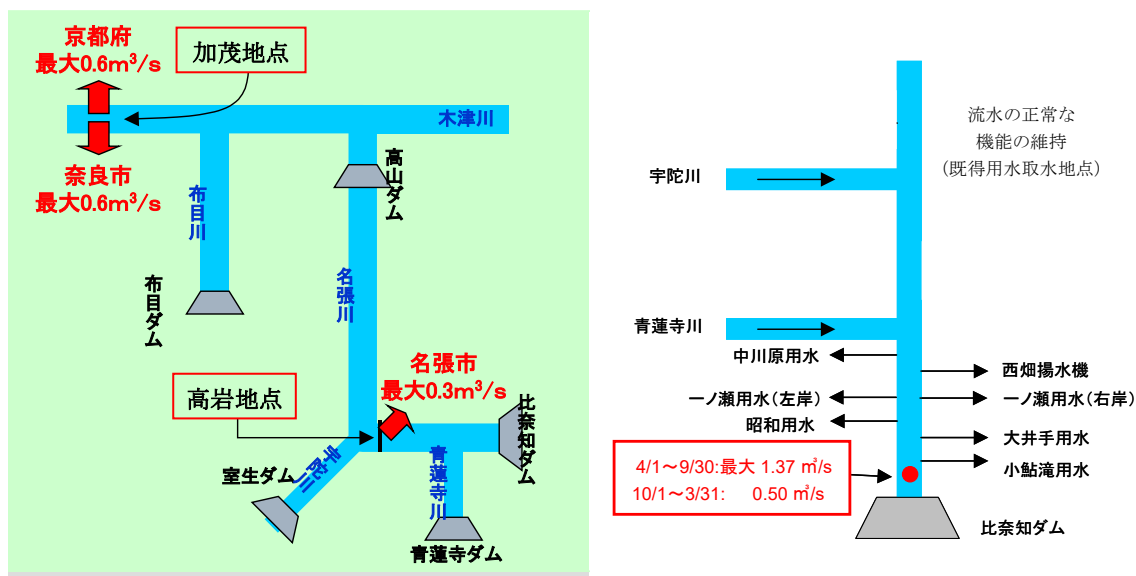 京都府
最大0.6m³/s
加茂地点
木津川
奈良市
最大0.6m³/s
布目川
高山ダム
布目ダム
名張川
名張市
最大0.3m³/s
高岩地点
比奈知ダム
室生ダム
宇陀川
青蓮寺川
青蓮寺ダム
流水の正常な
機能の維持
(既得用水取水地点)
宇陀川
青蓮寺川
中川原用水
西畑揚水機
一ノ瀬用水(左岸)
一ノ瀬用水(右岸)
昭和用水
大井手用水
小鮎滝用水
4/1～9/30:最大 1.37 ㎥/s
10/1～3/31: 0.50 ㎥/s
比奈知ダム